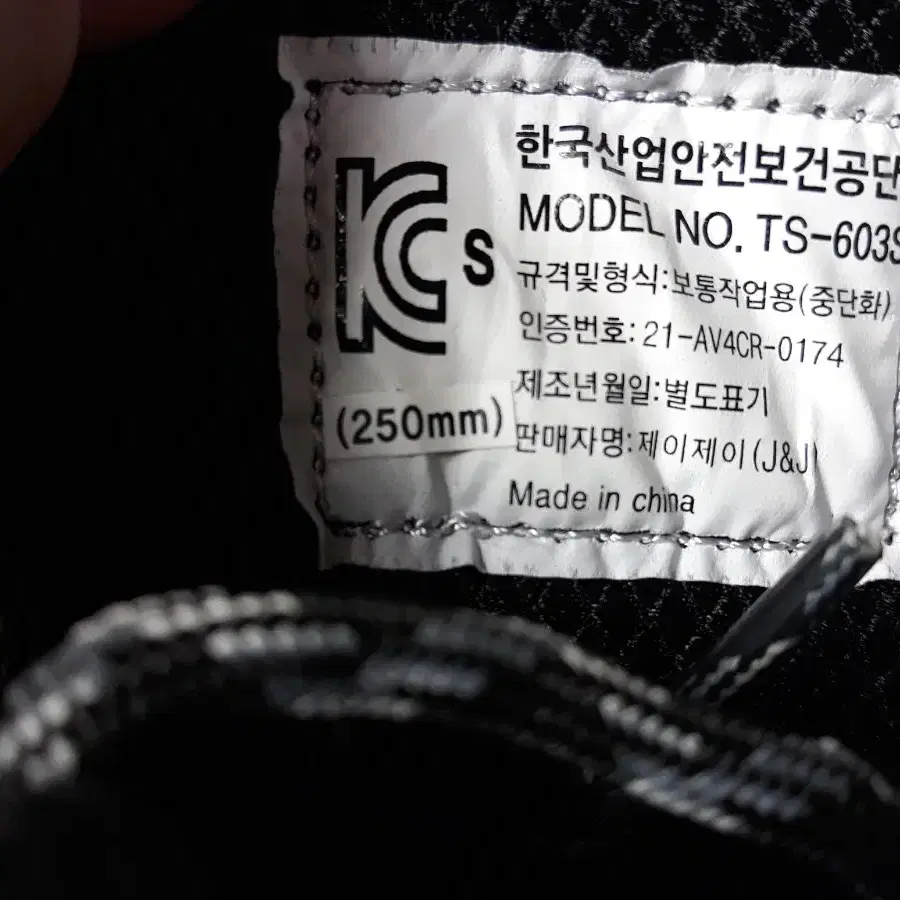 한국산업안전보건공단
MODEL NO. TS-603S
규격및형식:보통작업용(중단화)
인증번호: 21-AV4CR-0174
제조년월일:별도표기
판매자명:제이제이(J&J)
Made in china
KCs
(250mm)